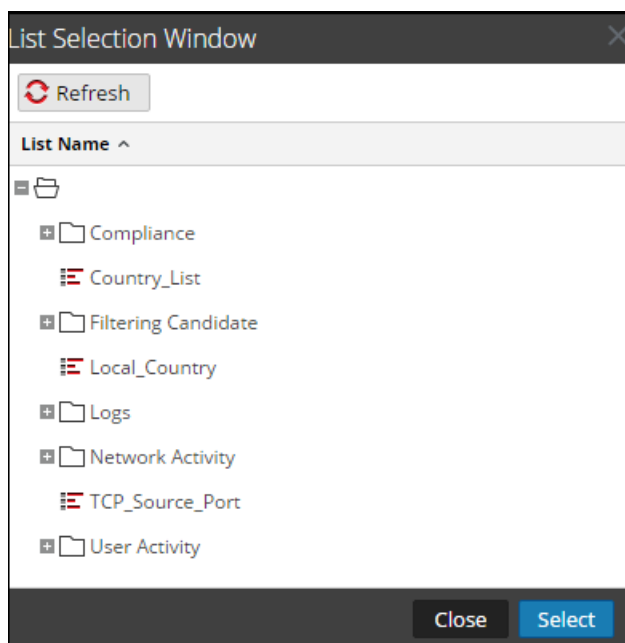 List Selection Window
Refresh
List Name
Compliance
Country_List
Filtering Candidate
Local_Country
Logs
Network Activity
TCP_Source_Port
User Activity
Close Select